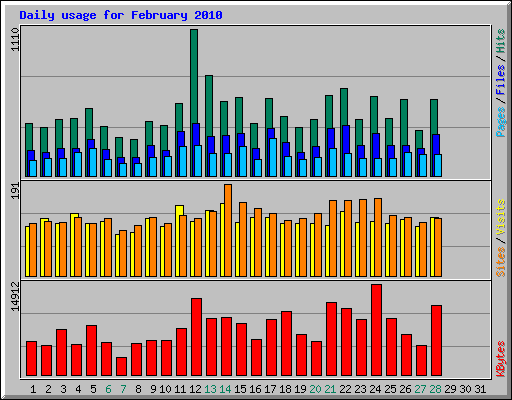 Daily usage for February 2010
1110
Pages / Files / Hits
191
Sites / Visits
14912
KBytes
1 2 3 4 5 6 7 8 9 10 11 12 13 14 15 16 17 18 19 20 21 22 23 24 25 26 27 28 29 30 31